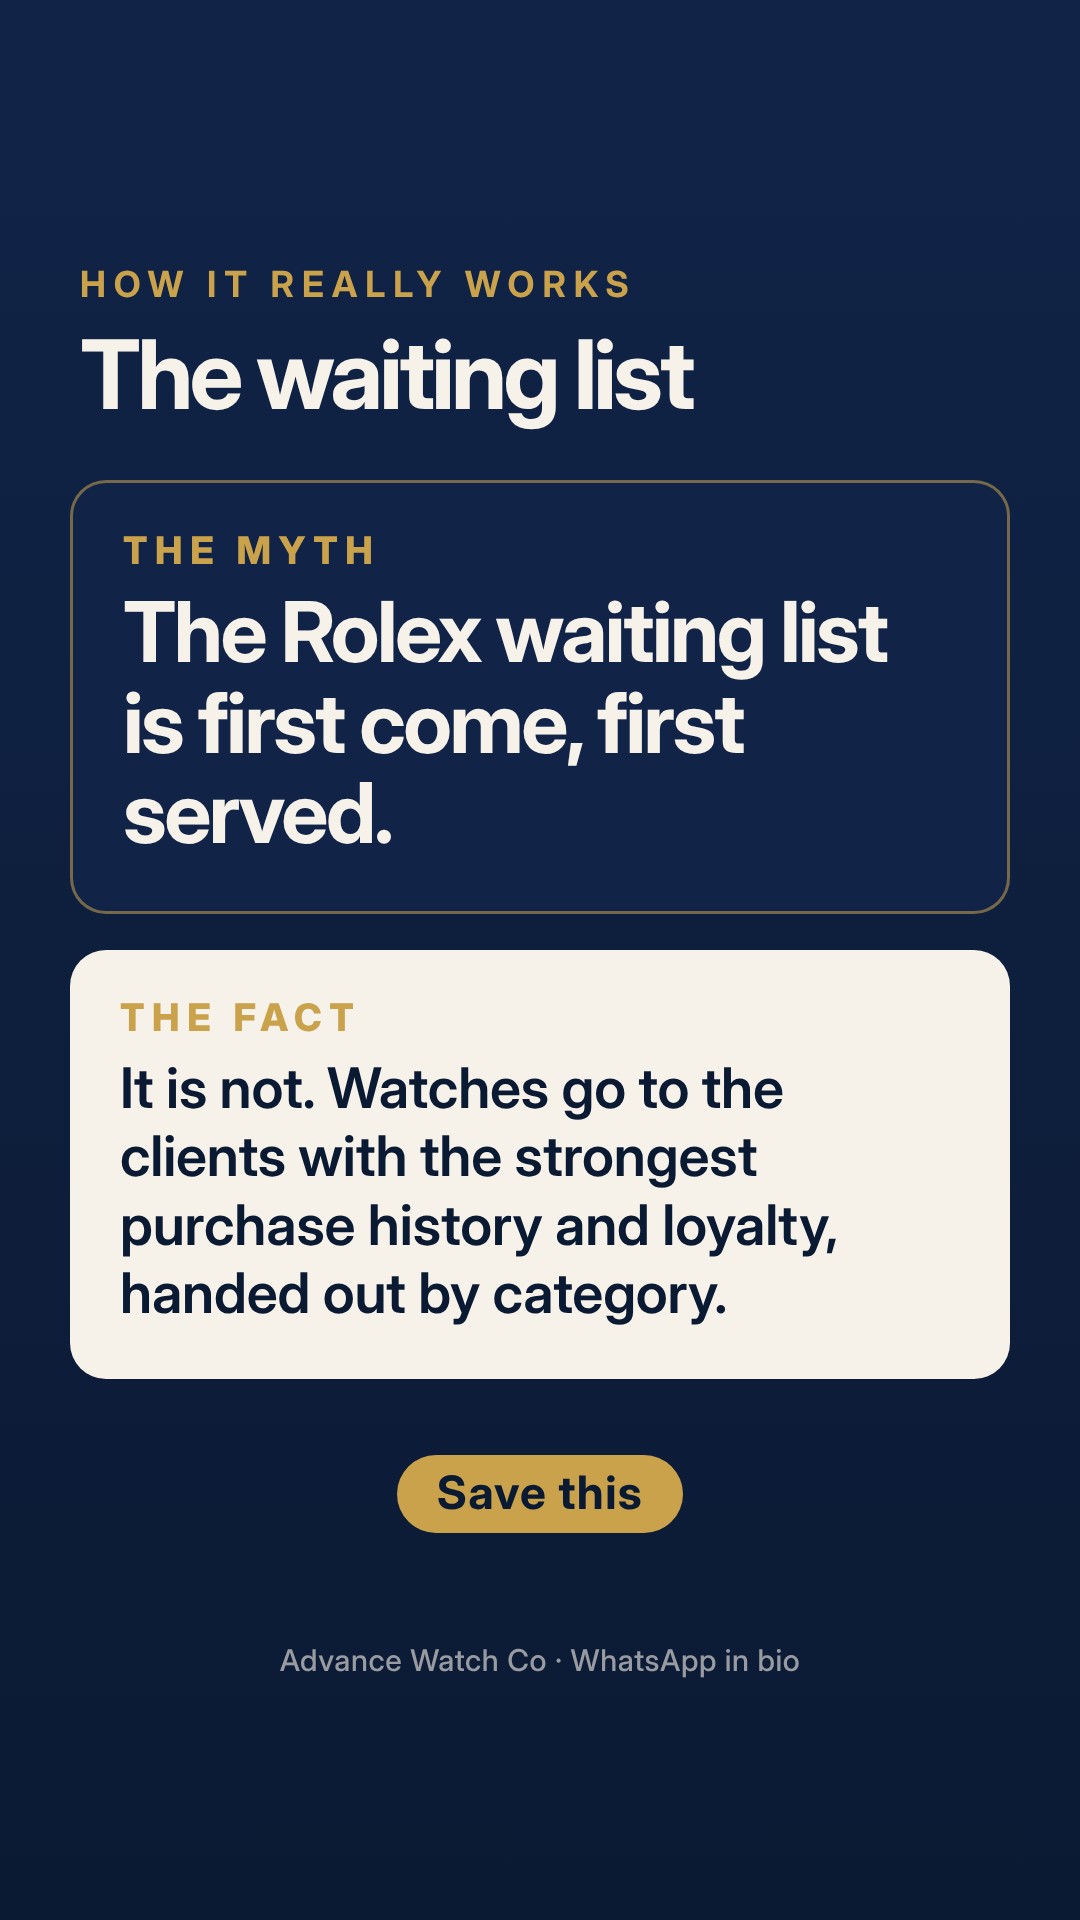 HOW IT REALLY WORKS
The waiting list
THE MYTH
The Rolex waiting list
is first come, first
served.
THE FACT
It is not. Watches go to the
clients with the strongest
purchase history and loyalty,
handed out by category.
Save this
Advance Watch Co · WhatsApp in bio